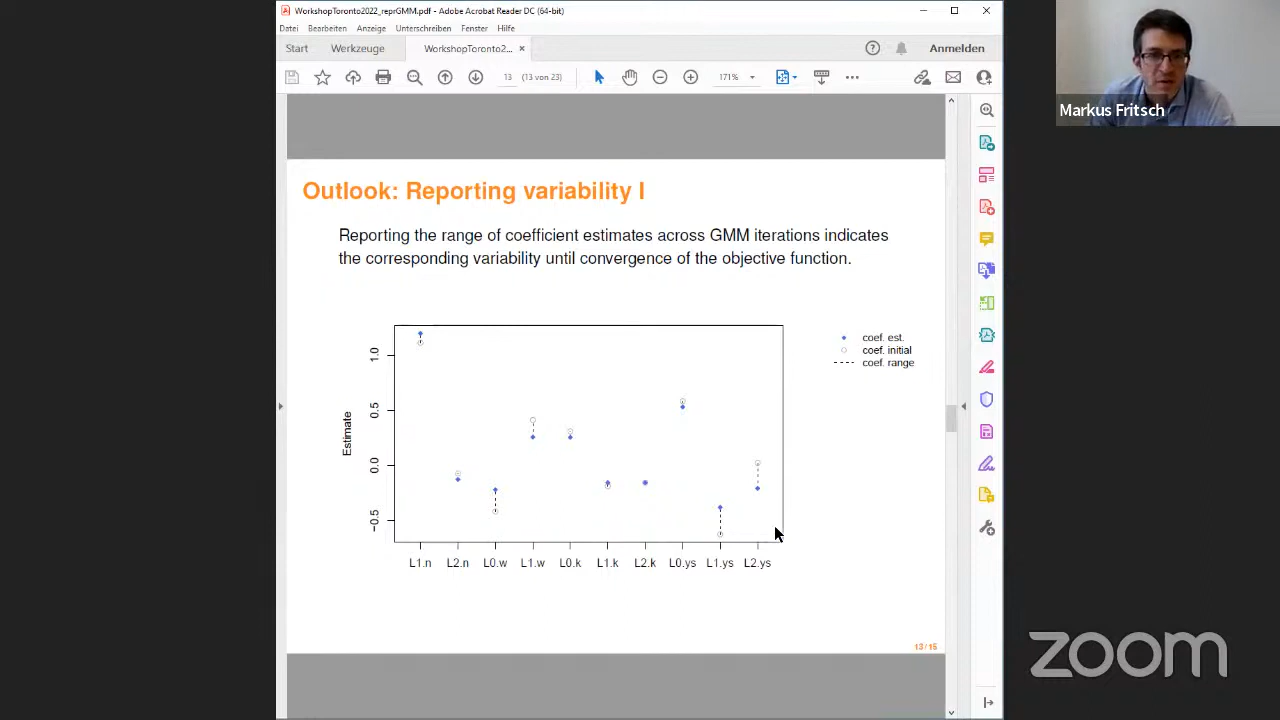 WorkshopToronto2022_reprGMM.pdf - Adobe Acrobat Reader DC (64-bit)
Datei Bearbeiten Anzeige Unterschreiben Fenster Hilfe
Start Werkzeuge WorkshopToronto2... × Anmelden
13 (13 von 23) 171%
Markus Fritsch
Outlook: Reporting variability I
Reporting the range of coefficient estimates across GMM iterations indicates
the corresponding variability until convergence of the objective function.
coef. est.
coef. initial
coef. range
Estimate
1.0
0.5
0.0
−0.5
L1.n L2.n L0.w L1.w L0.k L1.k L2.k L0.ys L1.ys L2.ys
13/15
zoom